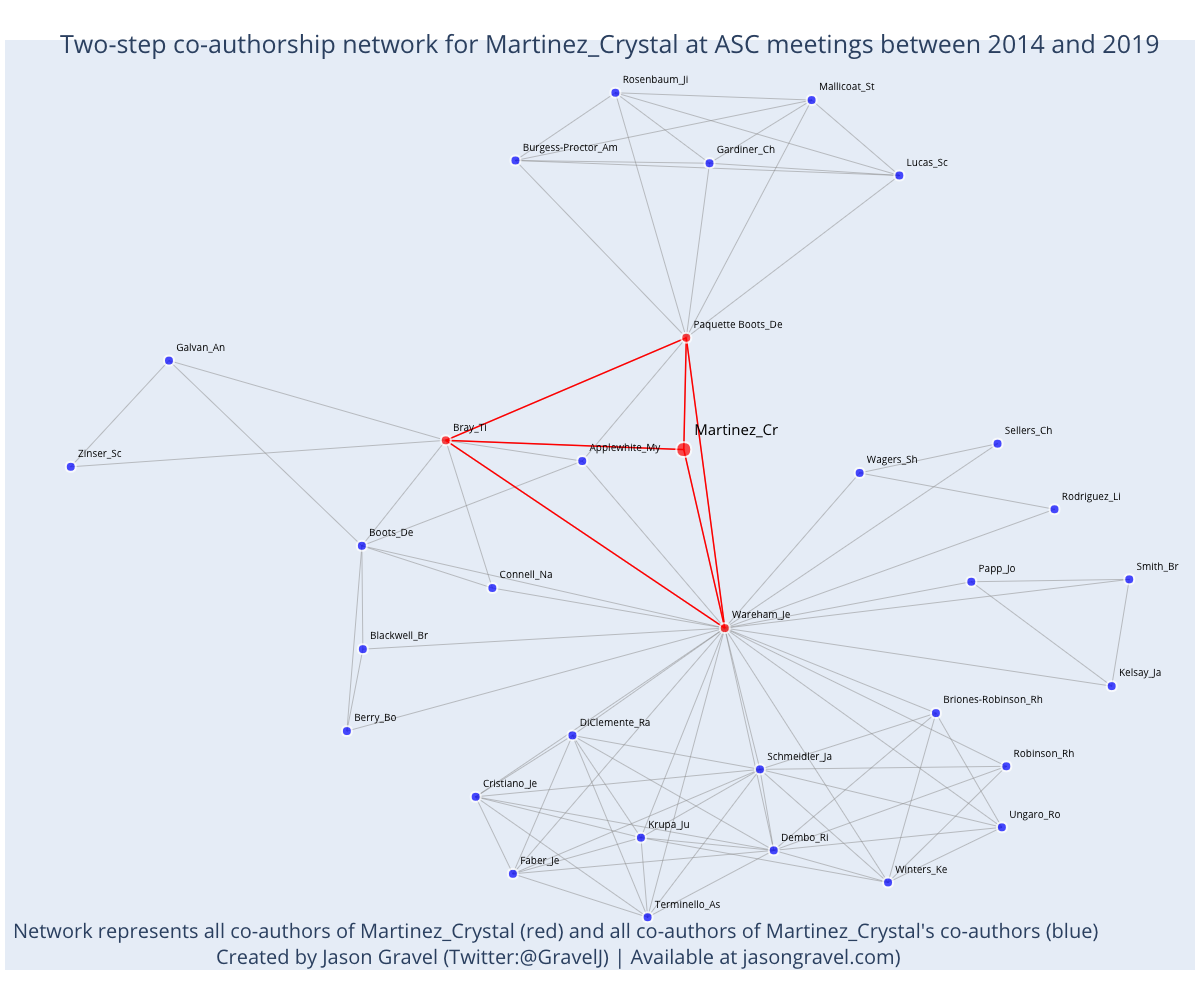 Two-step co-authorship network for Martinez_Crystal at ASC meetings between 2014 and 2019
Rosenbaum_Ji
Mallicoat_St
Burgess-Proctor_Am
Gardiner_Ch
Lucas_Sc
Paquette Boots_De
Galvan_An
Bray_Ti
Martinez_Cr
Sellers_Ch
Zinser_Sc
Applewhite_My
Wagers_Sh
Rodriguez_Li
Boots_De
Connell_Na
Papp_Jo
Smith_Br
Wareham_Je
Blackwell_Br
Kelsay_Ja
Berry_Bo
DiClemente_Ra
Briones-Robinson_Rh
Schmeidler_Ja
Robinson_Rh
Cristiano_Je
Krupa_Ju
Dembo_Ri
Ungaro_Ro
Faber_Je
Winters_Ke
Terminello_As
Network represents all co-authors of Martinez_Crystal (red) and all co-authors of Martinez_Crystal's co-authors (blue)
Created by Jason Gravel (Twitter:@GravelJ) | Available at jasongravel.com)